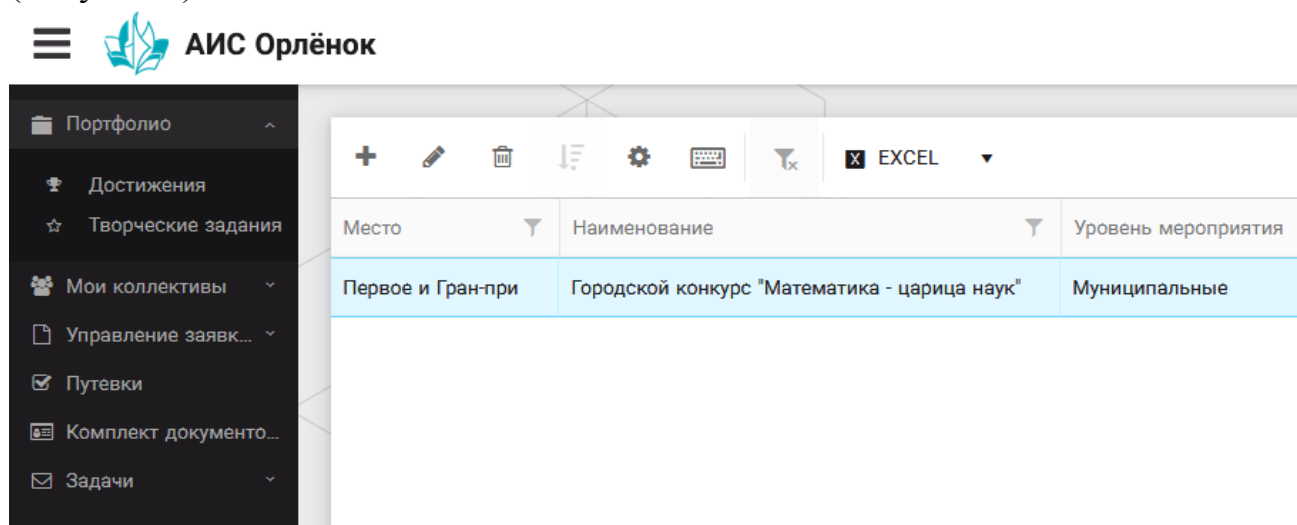 АИС Орлёнок
Портфолио
Достижения
Творческие задания
Мои коллективы
Управление заявк...
Путевки
Комплект документо...
Задачи
EXCEL
Место Наименование Уровень мероприятия
Первое и Гран-при Городской конкурс "Математика - царица наук" Муниципальные